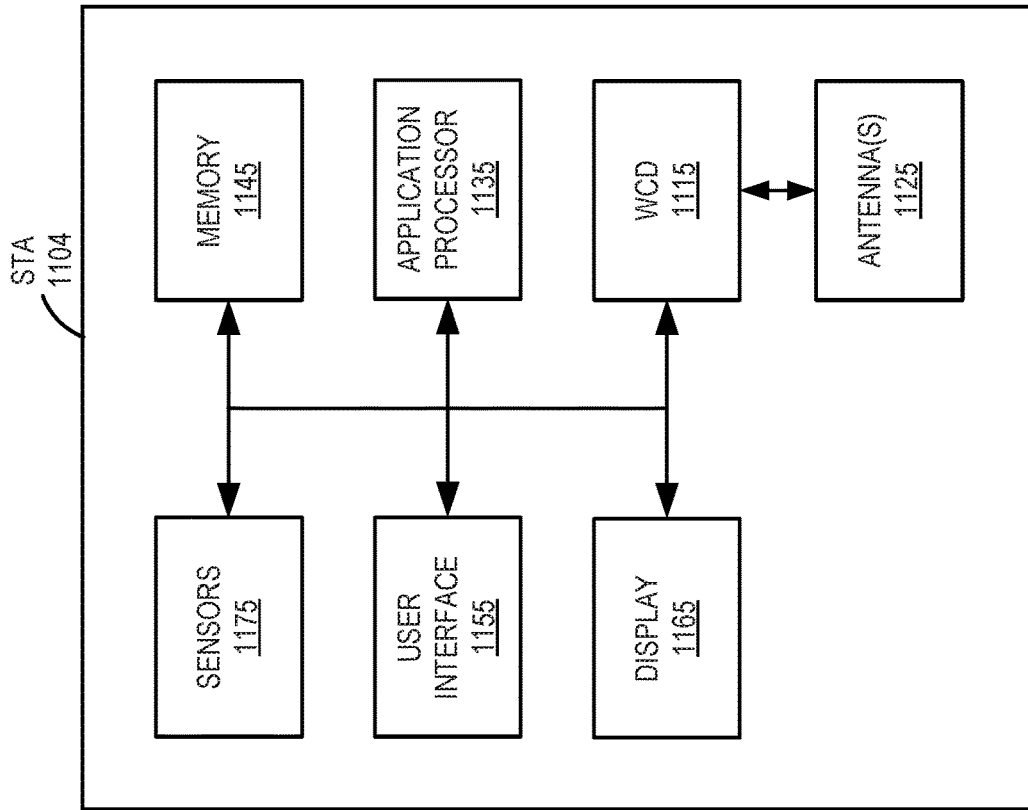 STA
1104
MEMORY
1145
APPLICATION
PROCESSOR
1135
WCD
1115
ANTENNA(S)
1125
SENSORS
1175
USER
INTERFACE
1155
DISPLAY
1165